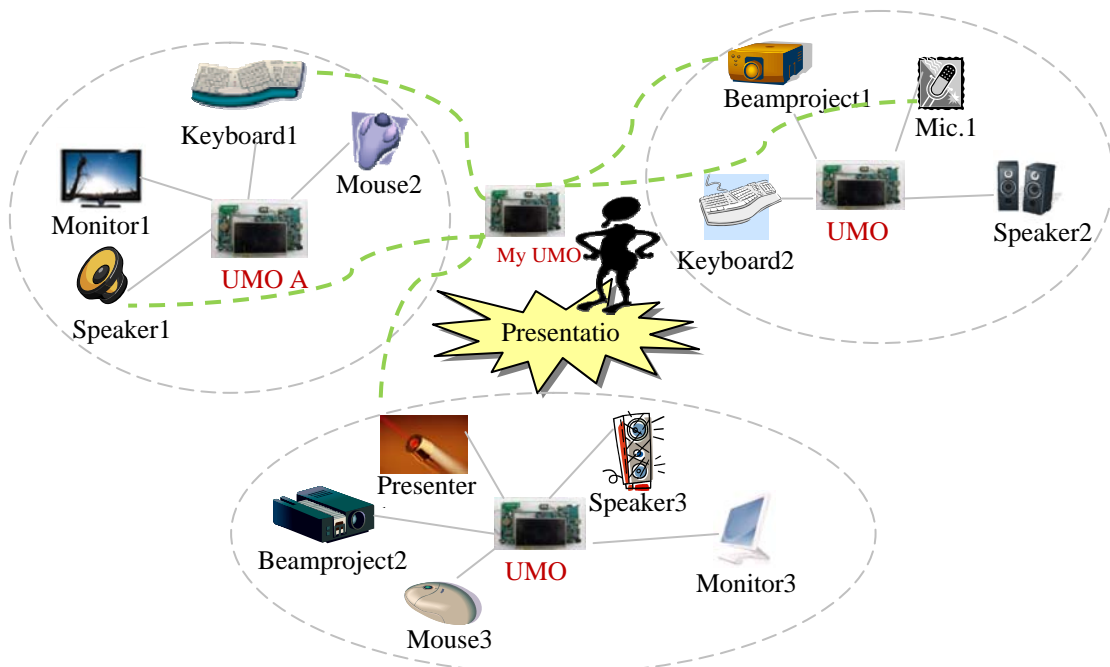 Keyboard1
Mouse2
Monitor1
UMO A
Speaker1
My UMO
Presentatio
Beamproject1
Mic.1
Keyboard2
UMO
Speaker2
Presenter
Speaker3
Beamproject2
UMO
Monitor3
Mouse3